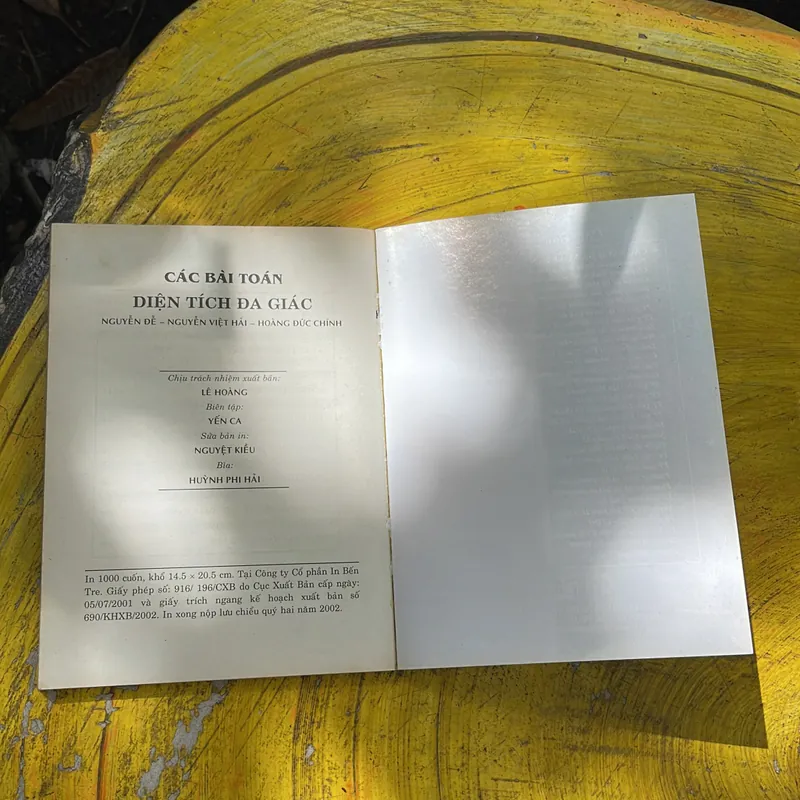 CÁC BÀI TOÁN
DIỆN TÍCH ĐA GIÁC
NGUYỄN ĐỄ – NGUYỄN VIỆT HẢI – HOÀNG ĐỨC CHÍNH
Chịu trách nhiệm xuất bản:
LÊ HOÀNG
Biên tập:
YẾN CA
Sửa bản in:
NGUYỆT KIỀU
Bìa:
HUỲNH PHI HẢI
In 1000 cuốn, khổ 14.5 × 20.5 cm. Tại Công ty Cổ phần In Bến
Tre. Giấy phép số: 916/ 196/CXB do Cục Xuất Bản cấp ngày:
05/07/2001 và giấy trích ngang kế hoạch xuất bản số
690/KHXB/2002. In xong nộp lưu chiểu quý hai năm 2002.